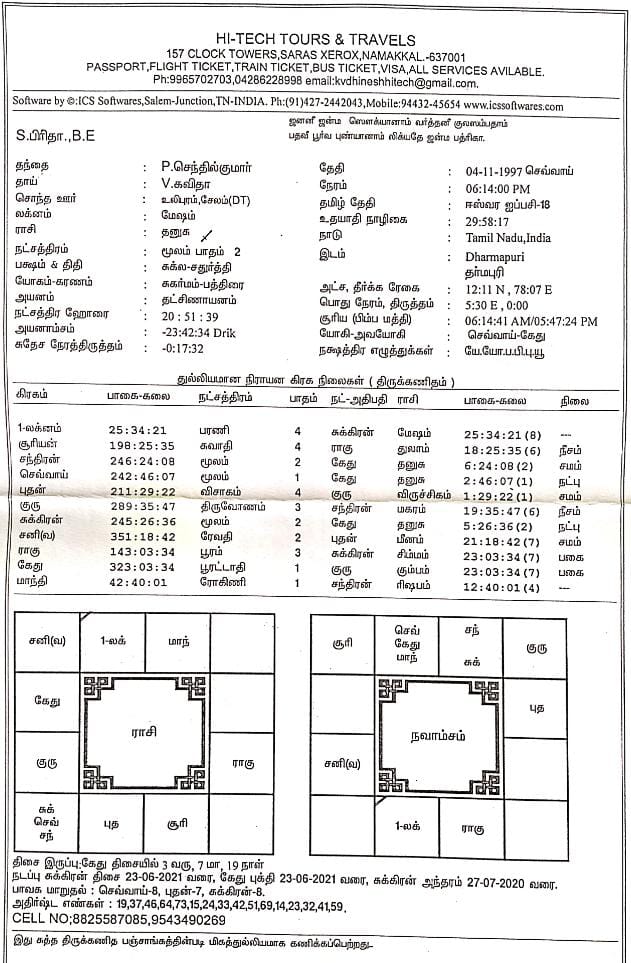 HI-TECH TOURS & TRAVELS
157 CLOCK TOWERS,SARAS XEROX,NAMAKKAL.-637001
PASSPORT,FLIGHT TICKET,TRAIN TICKET,BUS TICKET,VISA,ALL SERVICES AVILABLE.
Ph:9965702703,04286228998 email:kvdhineshhitech@gmail.com.
Software by ©:ICS Softwares,Salem-Junction,TN-INDIA. Ph:(91)427-2442043,Mobile:94432-45654 www.icssoftwares.com
ஜனனீ ஜன்ம ஸௌக்யானாம் வர்த்தனீ குலஸம்பதாம்
பதவீ பூர்வ புண்யானாம் லிக்யதே ஜன்ம பத்ரிகா.
S.பிரிதா.,B.E
தந்தை : P.செந்தில்குமார்
தாய் : V.கவிதா
சொந்த ஊர் : உலிபுரம்,சேலம்(DT)
லக்னம் : மேஷம்
ராசி : தனுசு
நட்சத்திரம் : மூலம் பாதம் 2
பக்ஷம் & திதி : சுக்ல-சதுர்த்தி
யோகம்-கரணம் : சுகர்மம்-பத்திரை
அயனம் : தட்சிணாயனம்
நட்சத்திர ஹோரை : 20 : 51 : 39
அயனாம்சம் : -23:42:34 Drik
சுதேச நேரத்திருத்தம் : -0:17:32
தேதி : 04-11-1997 செவ்வாய்
நேரம் : 06:14:00 PM
தமிழ் தேதி : ஈஸ்வர ஐப்பசி-18
உதயாதி நாழிகை : 29:58:17
நாடு : Tamil Nadu,India
இடம் : Dharmapuri
தர்மபுரி
அட்ச, தீர்க்க ரேகை : 12:11 N , 78:07 E
பொது நேரம், திருத்தம் : 5:30 E , 0:00
சூரிய (பிம்ப மத்தி) : 06:14:41 AM/05:47:24 PM
யோகி-அவயோகி : செவ்வாய்-கேது
நக்ஷத்திர எழுத்துக்கள் : யே.யோ.ப.பி.பு.யூ
துல்லியமான நிராயன கிரக நிலைகள் ( திருக்கணிதம் )
கிரகம் பாகை-கலை நட்சத்திரம் பாதம் நட்-அதிபதி ராசி பாகை-கலை நிலை
1-லக்னம் 25:34:21 பரணி 4 சுக்கிரன் மேஷம் 25:34:21 (8) ---
சூரியன் 198:25:35 சுவாதி 4 ராகு துலாம் 18:25:35 (6) நீசம்
சந்திரன் 246:24:08 மூலம் 2 கேது தனுசு 6:24:08 (2) சமம்
செவ்வாய் 242:46:07 மூலம் 1 கேது தனுசு 2:46:07 (1) நட்பு
புதன் 211:29:22 விசாகம் 4 குரு விருச்சிகம் 1:29:22 (1) சமம்
குரு 289:35:47 திருவோணம் 3 சந்திரன் மகரம் 19:35:47 (6) நீசம்
சுக்கிரன் 245:26:36 மூலம் 2 கேது தனுசு 5:26:36 (2) நட்பு
சனி(வ) 351:18:42 ரேவதி 2 புதன் மீனம் 21:18:42 (7) சமம்
ராகு 143:03:34 பூரம் 3 சுக்கிரன் சிம்மம் 23:03:34 (7) பகை
கேது 323:03:34 பூரட்டாதி 1 குரு கும்பம் 23:03:34 (7) பகை
மாந்தி 42:40:01 ரோகிணி 1 சந்திரன் ரிஷபம் 12:40:01 (4) ---
சனி(வ) 1-லக் மாந்
கேது
ராசி
குரு ராகு
சுக்
செவ்
சந்
புத சூரி
சூரி
செவ்
கேது
மாந்
சந்
சுக்
குரு
புத
நவாம்சம்
சனி(வ)
1-லக் ராகு
திசை இருப்பு:கேது திசையில் 3 வரு, 7 மா, 19 நாள்
நடப்பு சுக்கிரன் திசை 23-06-2021 வரை, கேது புக்தி 23-06-2021 வரை, சுக்கிரன் அந்தரம் 27-07-2020 வரை.
பாவக மாறுதல் : செவ்வாய்-8, புதன்-7, சுக்கிரன்-8.
அதிர்ஷ்ட எண்கள் : 19,37,46,64,73,15,24,33,42,51,69,14,23,32,41,59,
CELL NO;8825587085,9543490269
இது சுத்த திருக்கணித பஞ்சாங்கத்தின்படி மிகத்துல்லியமாக கணிக்கப்பெற்றது.